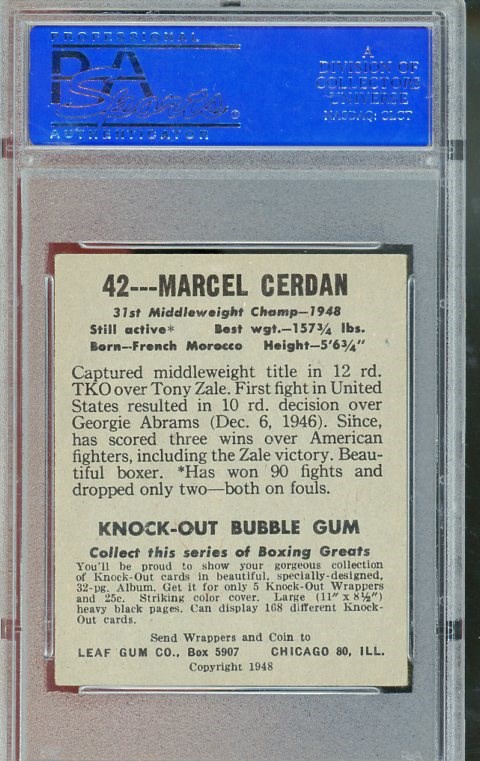 PROFESSIONAL
PSA
Sports
AUTHENTICATOR
A
DIVISION OF
COLLECTORS
UNIVERSE
NASDAQ: CLCT
42---MARCEL CERDAN
31st Middleweight Champ—1948
Still active* Best wgt.—157¾ lbs.
Born—French Morocco Height—5'6¾"
Captured middleweight title in 12 rd.
TKO over Tony Zale. First fight in United
States resulted in 10 rd. decision over
Georgie Abrams (Dec. 6, 1946). Sihce,
has scored three wins over American
fighters, including the Zale victory. Beau-
tiful boxer. *Has won 90 fights and
dropped only two—both on fouls.
KNOCK-OUT BUBBLE GUM
Collect this series of Boxing Greats
You'll be proud to show your gorgeous collection
of Knock-Out cards in beautiful, specially-designed,
32-pg. Album. Get it for only 5 Knock-Out Wrappers
and 25c. Striking color cover. Large (11" x 8½")
heavy black pages. Can display 168 different Knock-
Out cards.
Send Wrappers and Coin to
LEAF GUM CO., Box 5907 CHICAGO 80, ILL.
Copyright 1948